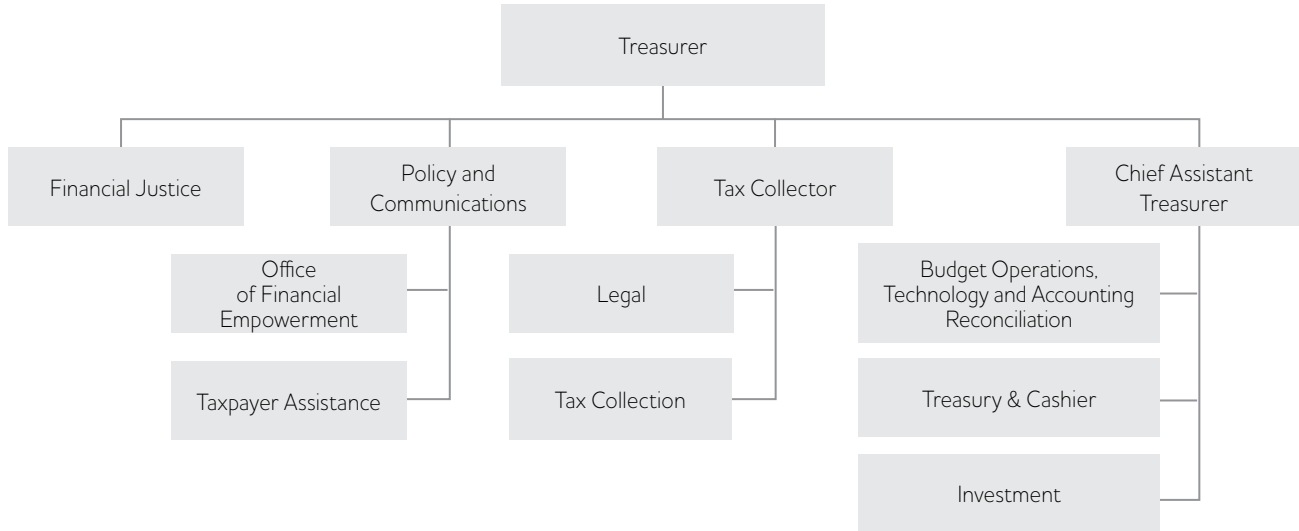 Treasurer
Financial Justice
Policy and
Communications
Tax Collector
Chief Assistant
Treasurer
Office
of Financial
Empowerment
Legal
Budget Operations,
Technology and Accounting
Reconciliation
Taxpayer Assistance
Tax Collection
Treasury & Cashier
Investment